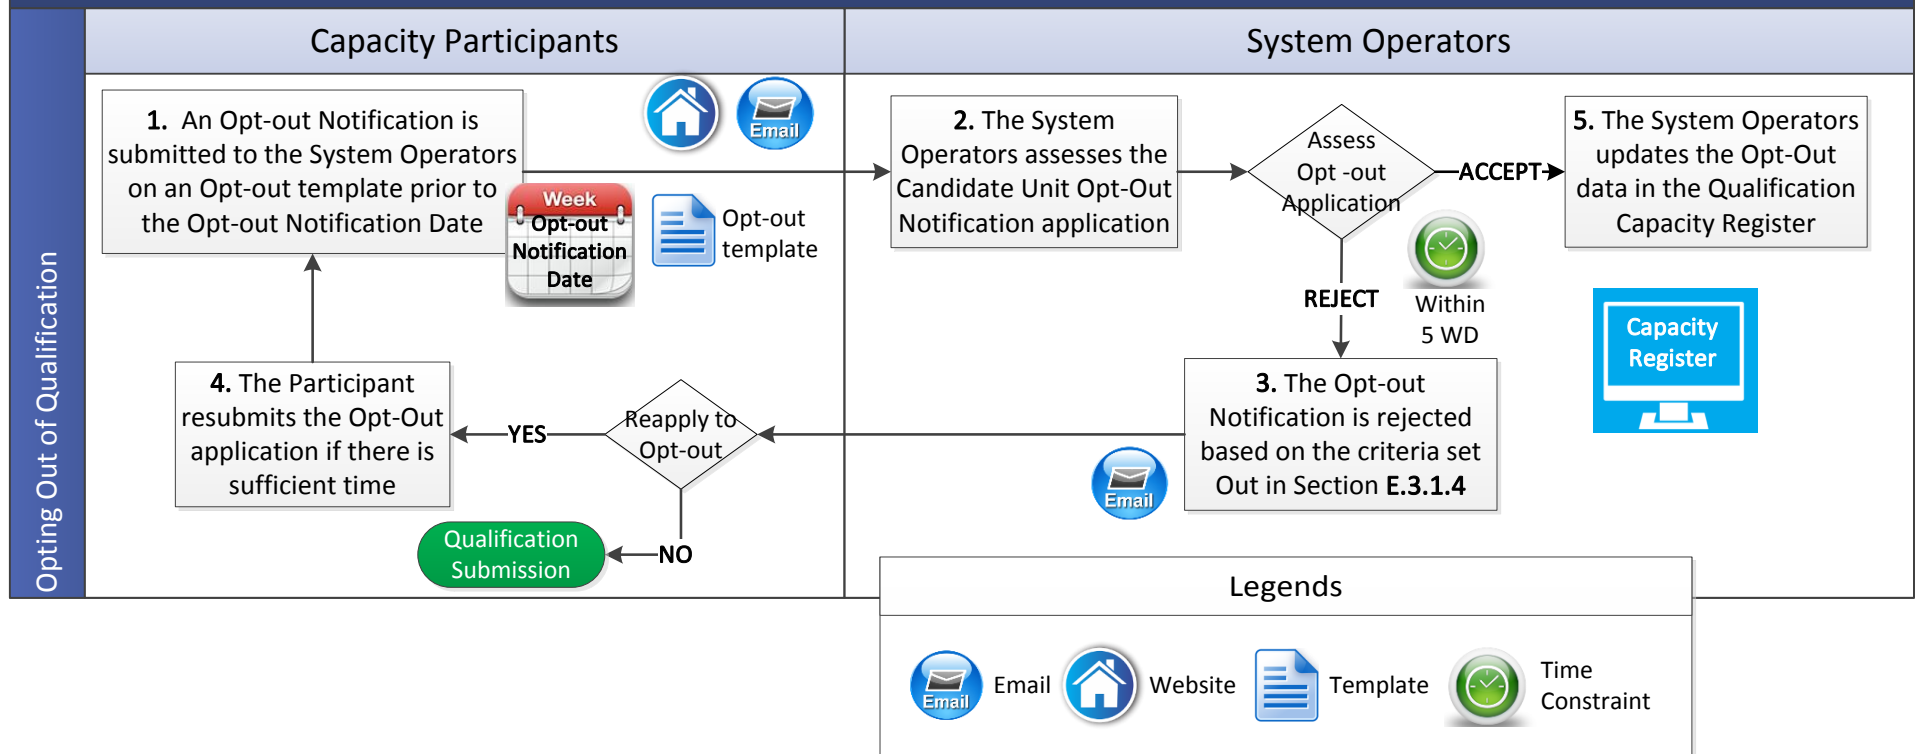 Capacity Participants
System Operators
Opting Out of Qualification
1. An Opt-out Notification is
submitted to the System Operators
on an Opt-out template prior to
the Opt-out Notification Date
Email
Week
Opt-out
Notification
Date
Opt-out
template
2. The System
Operators assesses the
Candidate Unit Opt-Out
Notification application
Assess
Opt -out
Application
ACCEPT
5. The System Operators
updates the Opt-Out
data in the Qualification
Capacity Register
REJECT
Within
5 WD
Capacity
Register
3. The Opt-out
Notification is rejected
based on the criteria set
Out in Section E.3.1.4
Email
Reapply to
Opt-out
YES
4. The Participant
resubmits the Opt-Out
application if there is
sufficient time
NO
Qualification
Submission
Legends
Email
Email
Website
Template
Time
Constraint